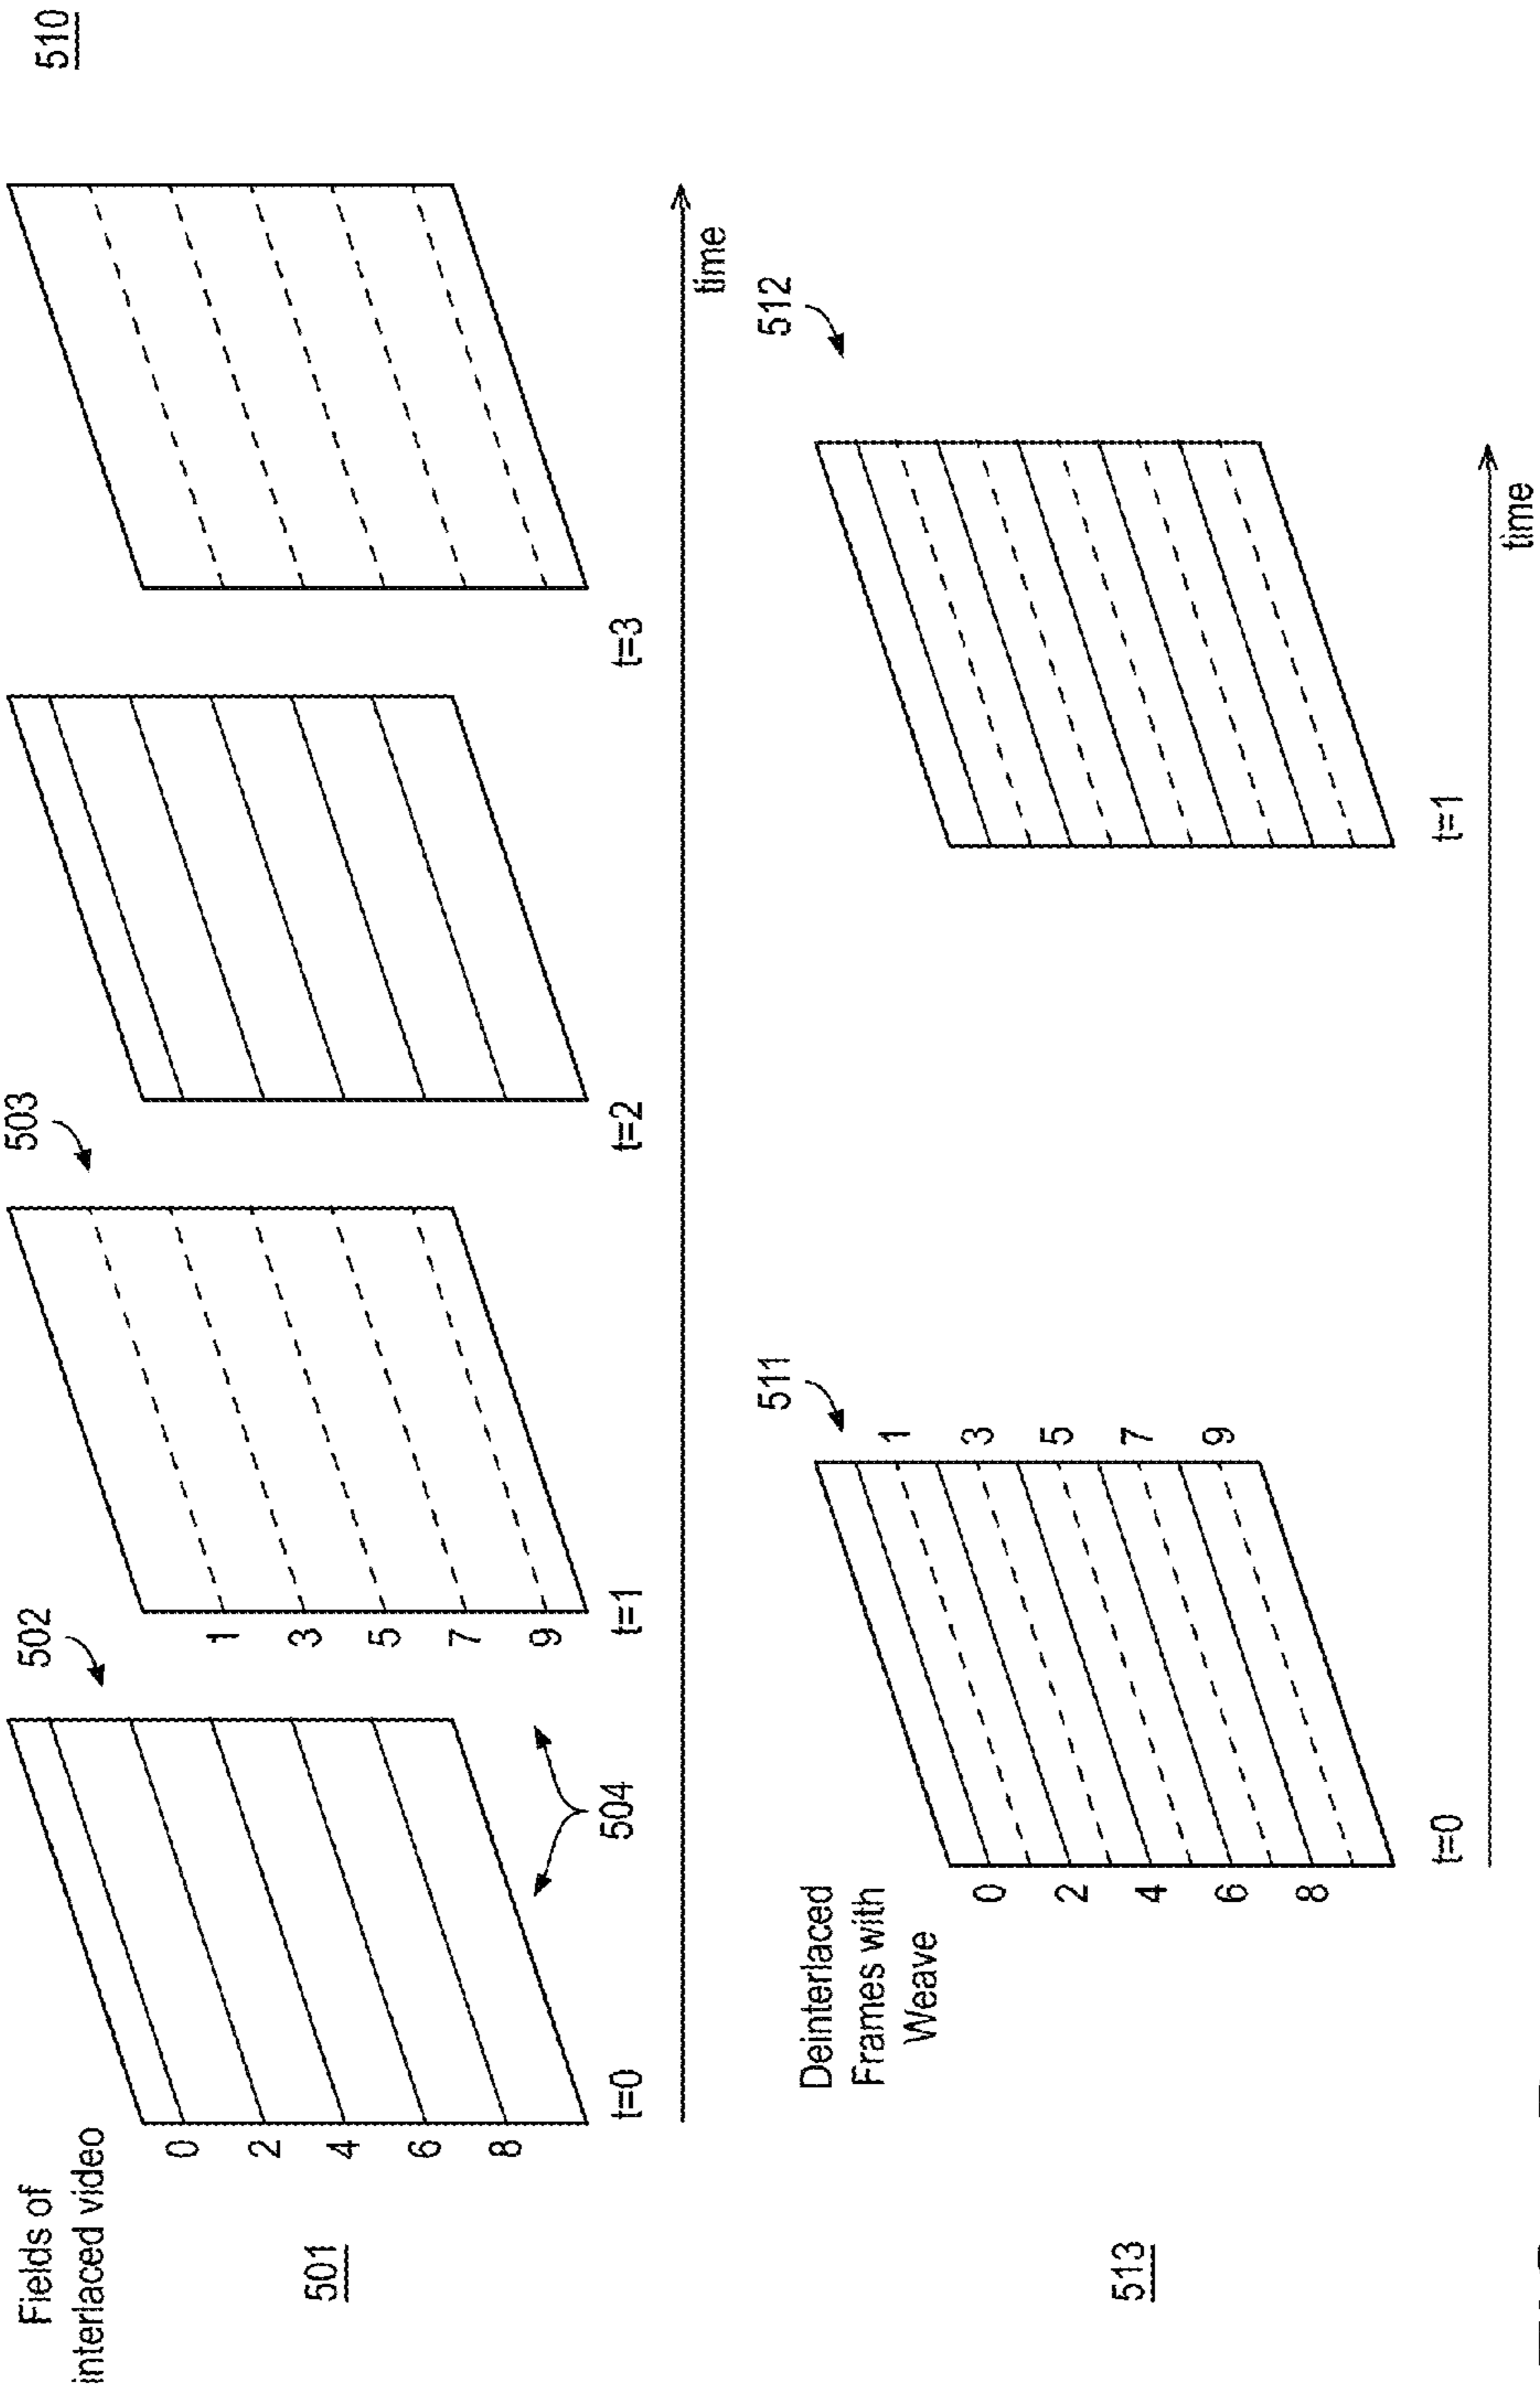 510
Fields of
interlaced video
501
502
503
0
2
4
6
8
1
3
5
7
9
504
t=0
t=1
t=2
t=3
time
Deinterlaced
Frames with
Weave
513
511
512
0
2
4
6
8
1
3
5
7
9
t=0
t=1
time